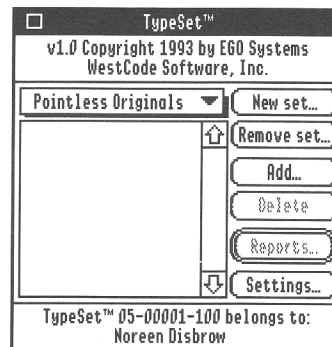 TypeSet™
v1.0 Copyright 1993 by EGO Systems
WestCode Software, Inc.
Pointless Originals
New set...
Remove set...
Add...
Delete
Reports...
Settings...
TypeSet™ 05-00001-100 belongs to:
Noreen Disbrow